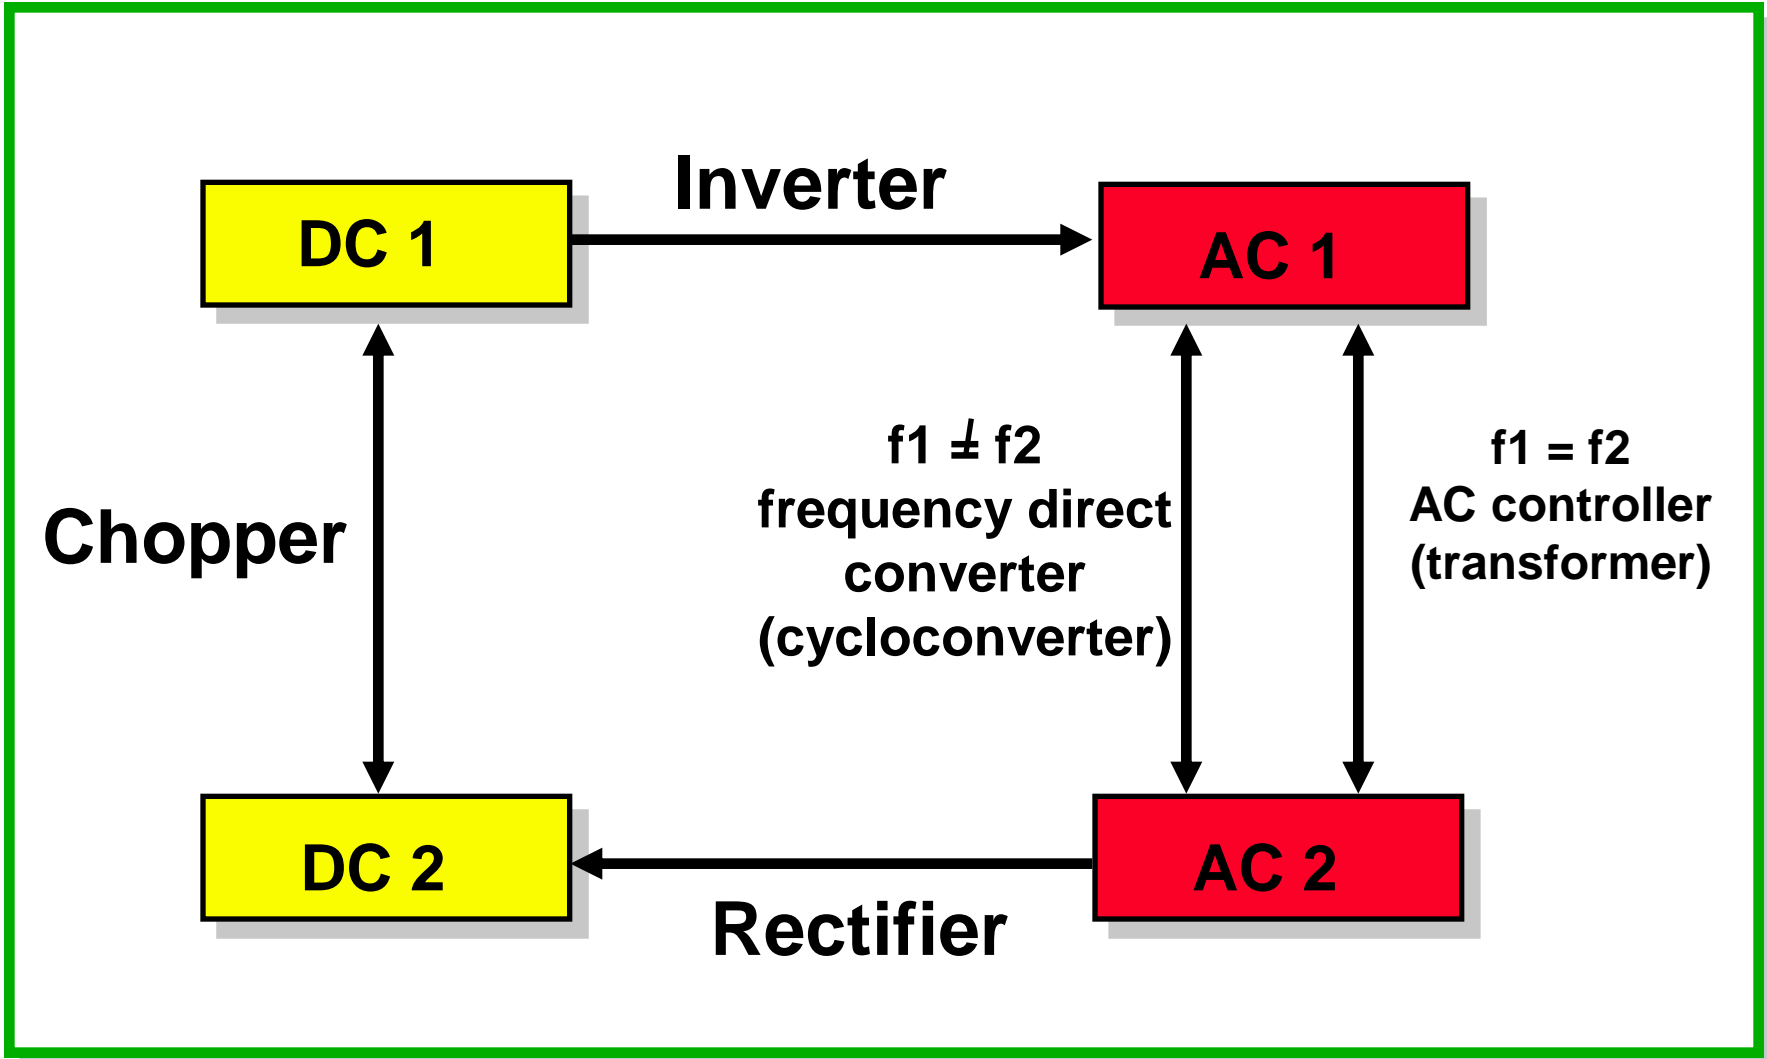 Inverter
DC 1
AC 1
f1 ≠ f2
frequency direct
converter
(cycloconverter)
f1 = f2
AC controller
(transformer)
Chopper
DC 2
AC 2
Rectifier